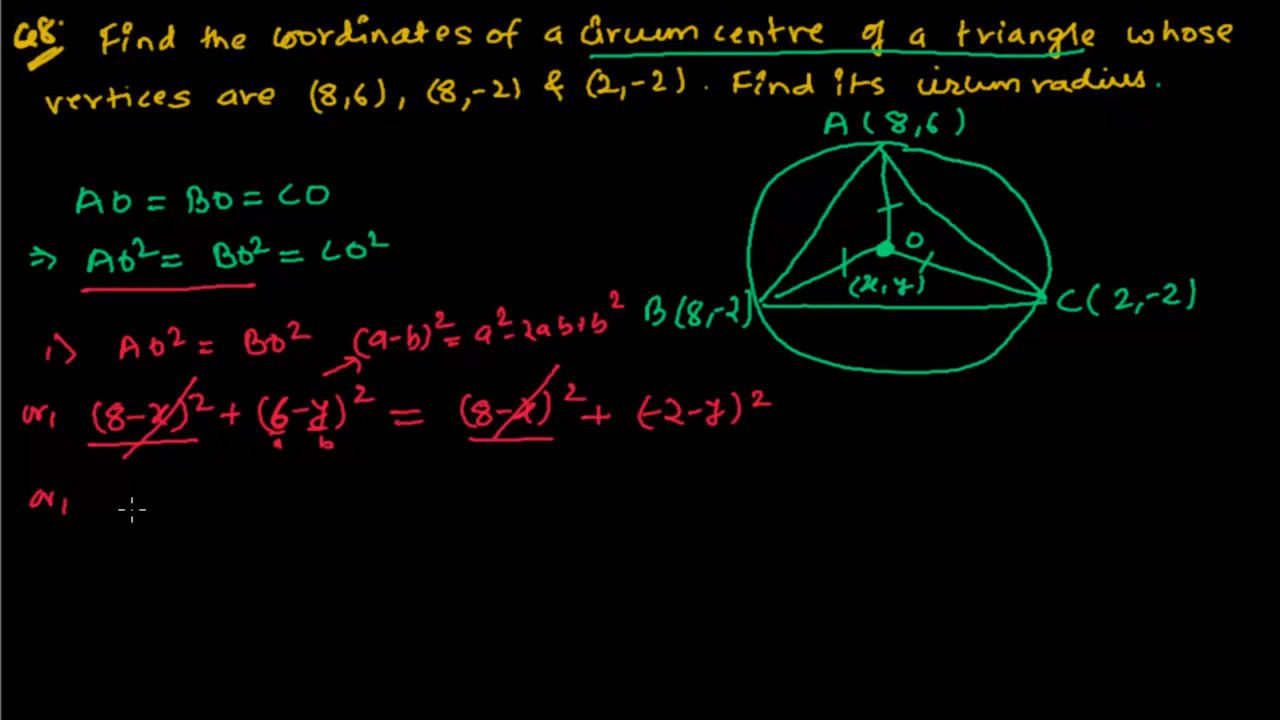 Q8. Find the coordinates of a circum centre of a triangle whose
vertices are (8,6), (8,-2) & (2,-2). Find its circum radius.
A (8,6)
AO = BO = CO
⇒ AO² = BO² = CO²
O
(x,y)
B(8,-2)
C(2,-2)
i) AO² = BO² (a-b)² = a²-2ab+b²
or, (8-x)² + (6-y)² = (8-x)² + (-2-y)²
a b
or,